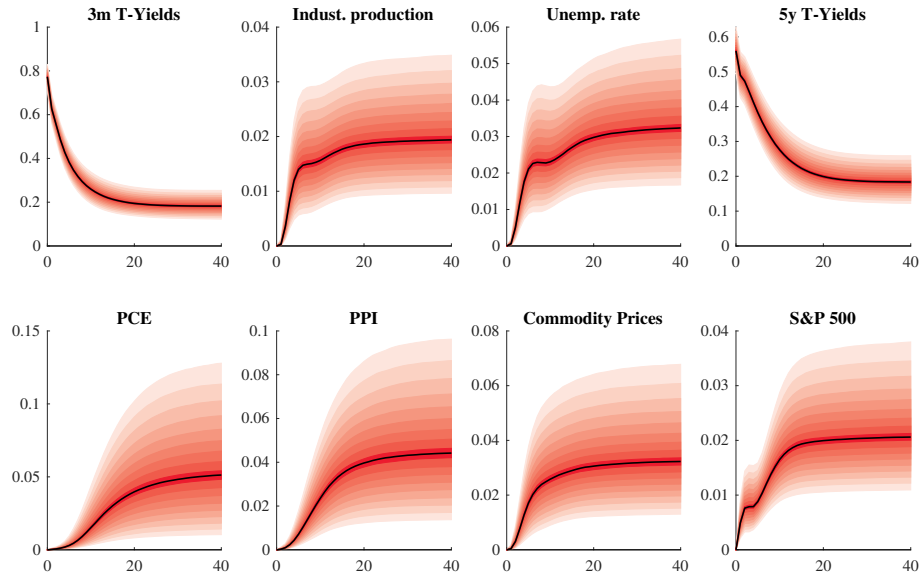 3m T-Yields Indust. production Unemp. rate 5y T-Yields
1 0.04 0.06
0.8 0.05 0.6
0.03 0.5
0.6 0.04 0.4
0.02 0.03
0.4 0.3
0.02 0.2
0.2 0.01 0.01 0.1
0 0 0.00 0
0 20 40 0 20 40 0 20 40 0 20 40
PCE PPI Commodity Prices S&P 500
0.15 0.1 0.08 0.04
0.08 0.06 0.03
0.1 0.06
0.04 0.02
0.05 0.04
0.02 0.02 0.01
0 0 0 0
0 20 40 0 20 40 0 20 40 0 20 40